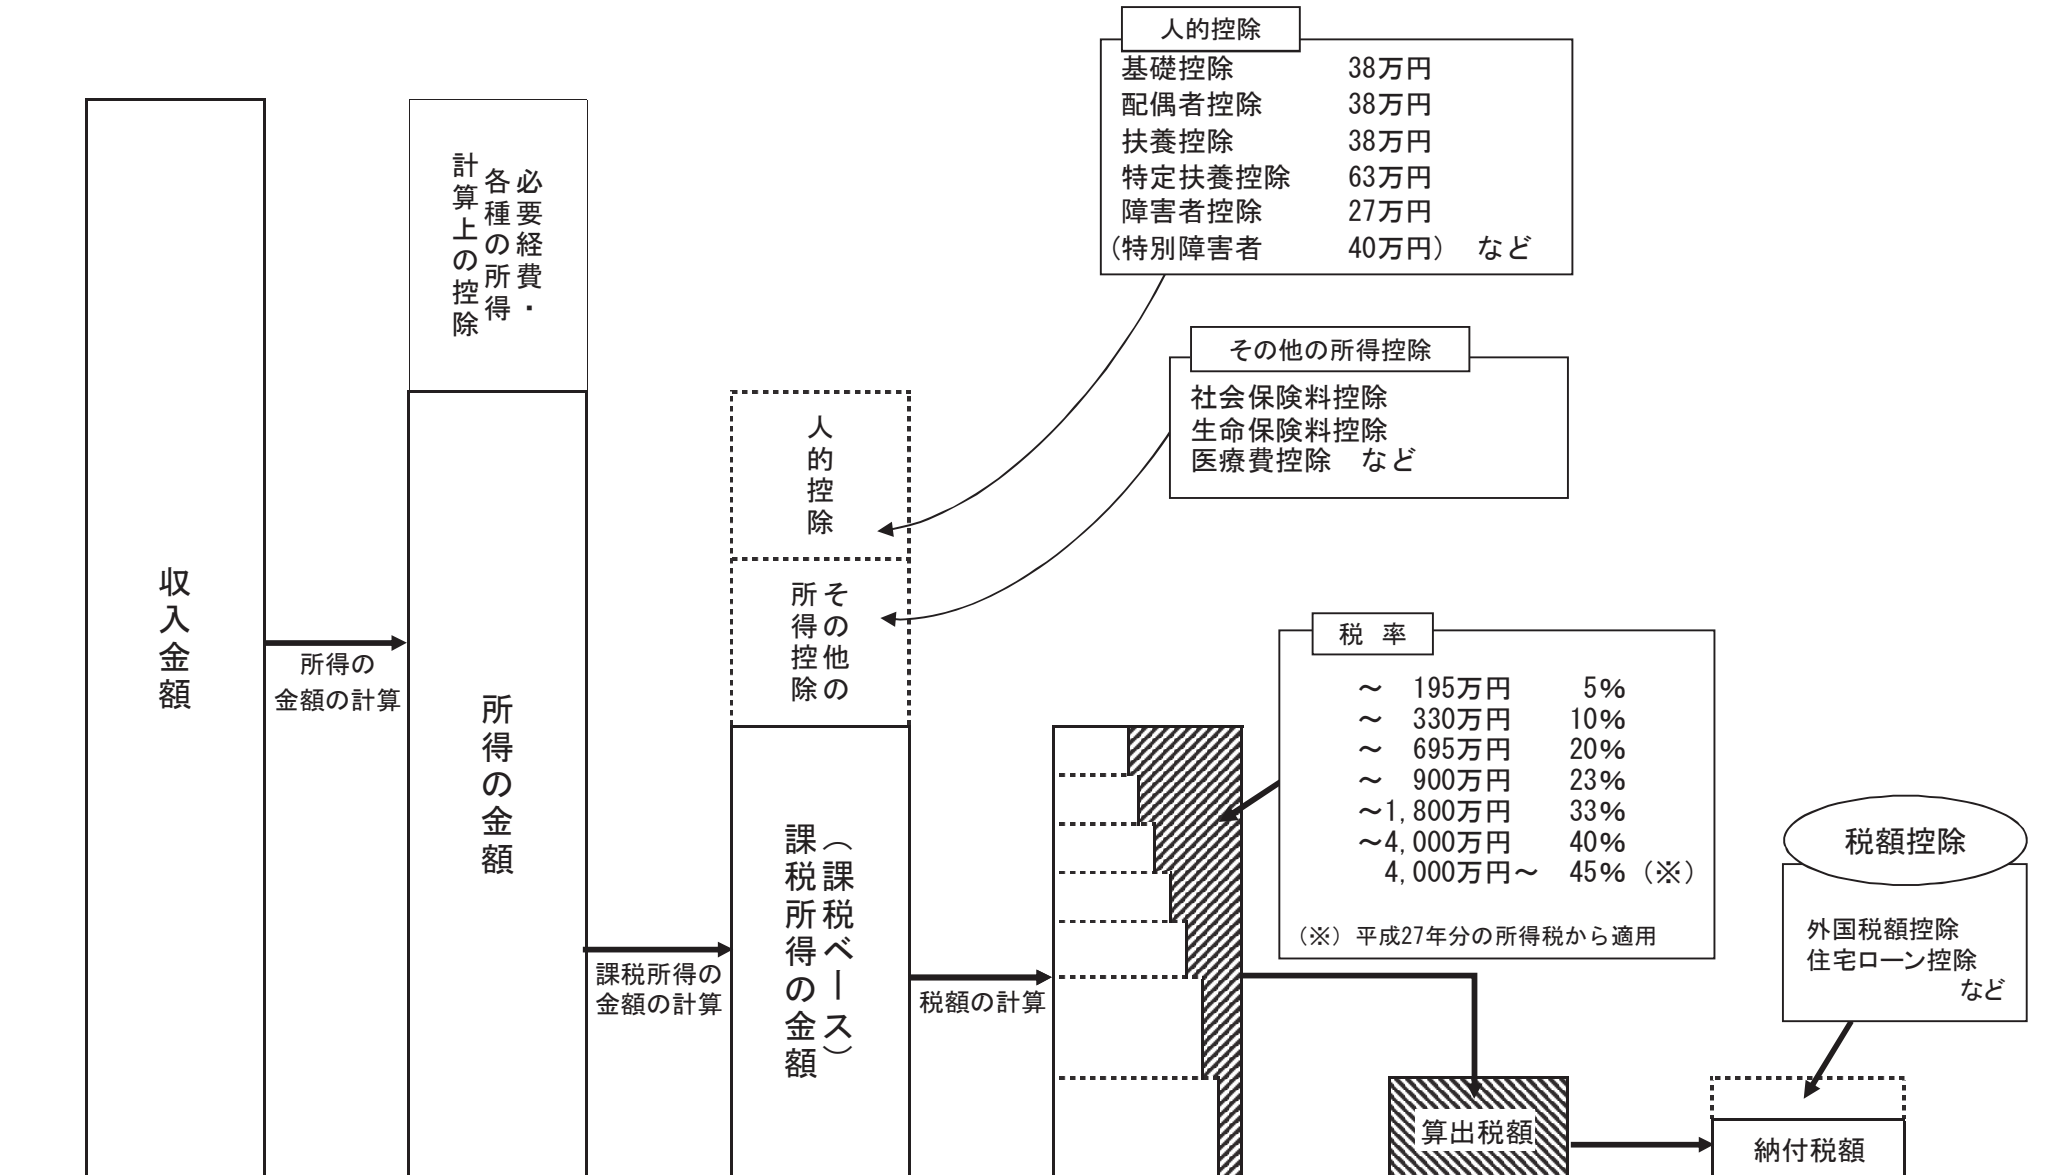 人的控除
基礎控除 38万円
配偶者控除 38万円
扶養控除 38万円
特定扶養控除 63万円
障害者控除 27万円
(特別障害者 40万円) など
必要経費・
各種の所得
計算上の控除
その他の所得控除
社会保険料控除
生命保険料控除
医療費控除 など
人的控除
その他の
所得控除
収入金額
所得の
金額の計算
所得の金額
税 率
～ 195万円 5%
～ 330万円 10%
～ 695万円 20%
～ 900万円 23%
～1,800万円 33%
～4,000万円 40%
4,000万円～ 45% (※)
(※) 平成27年分の所得税から適用
課税所得の
金額の計算
(課税ベース)
課税所得の金額
税額の計算
税額控除
外国税額控除
住宅ローン控除
など
算出税額
納付税額